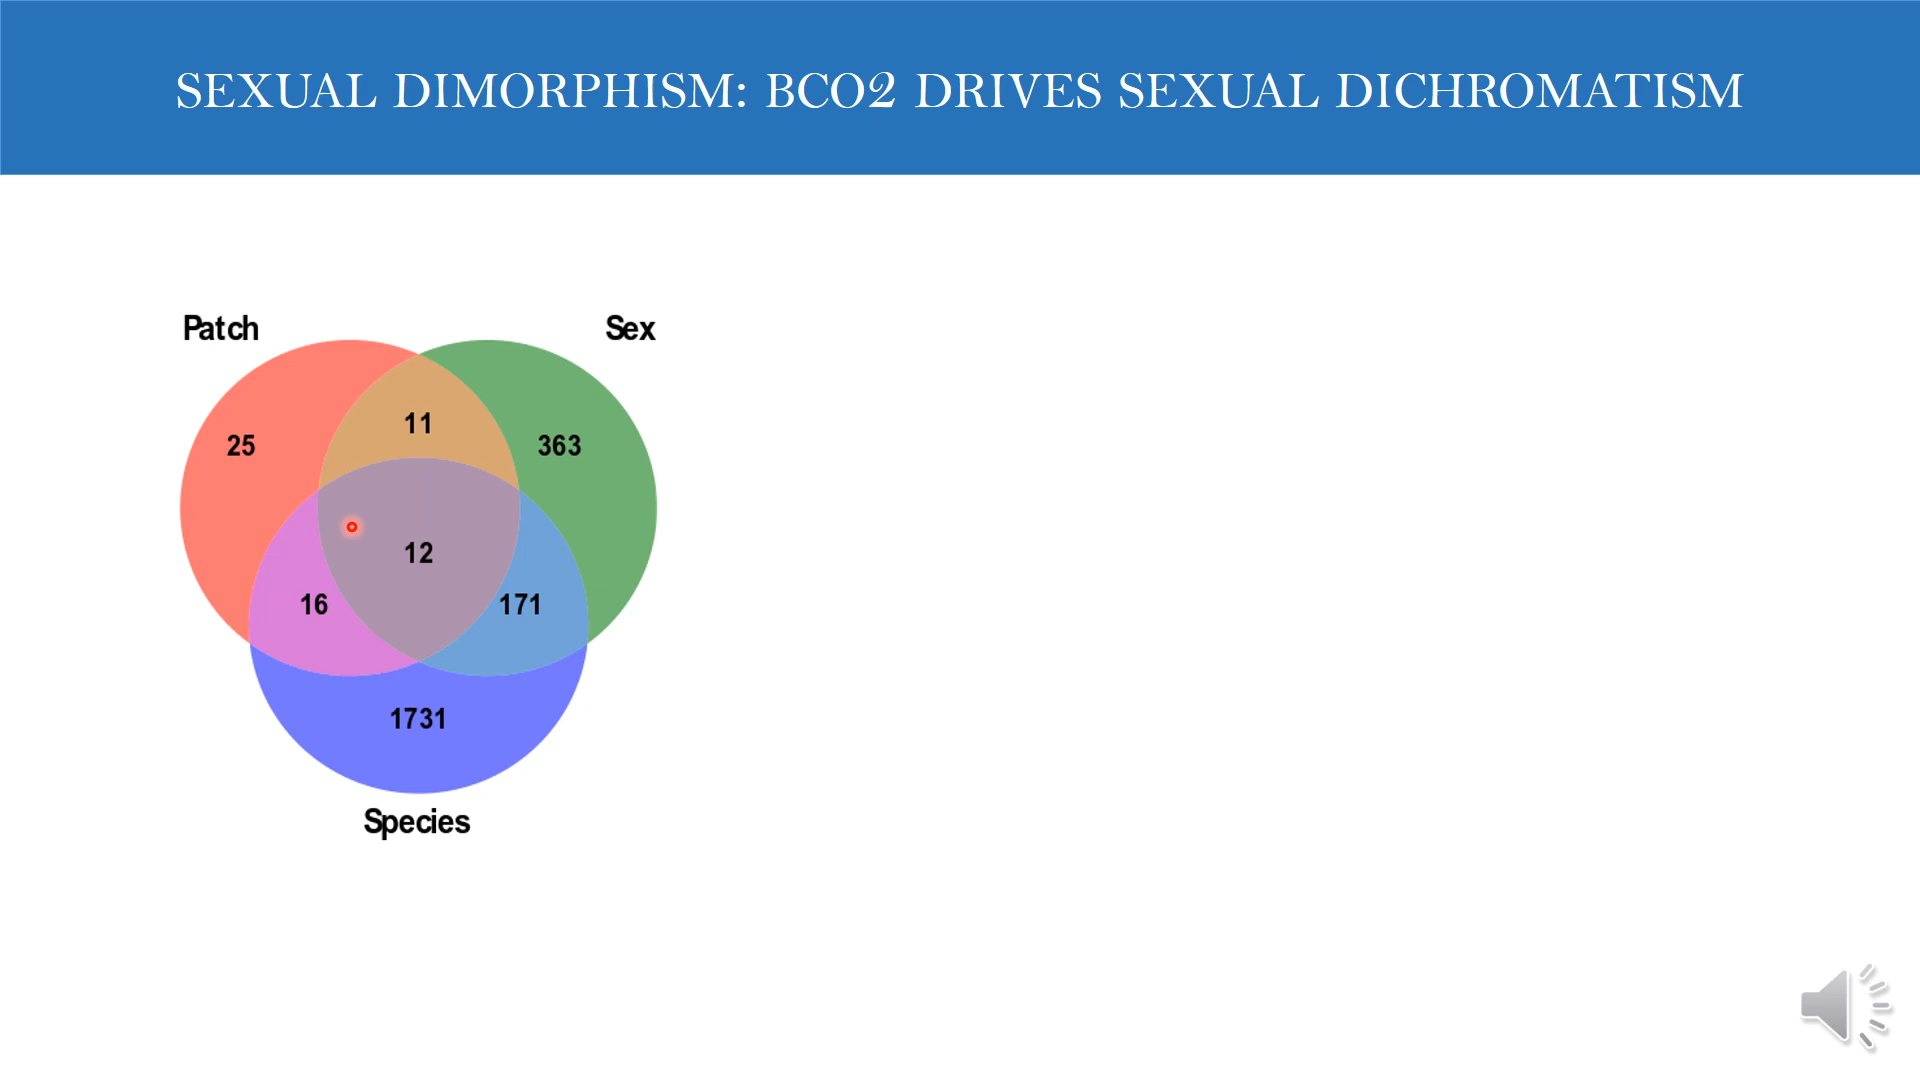 SEXUAL DIMORPHISM: BCO2 DRIVES SEXUAL DICHROMATISM
Patch
Sex
11
25
363
12
16
171
1731
Species